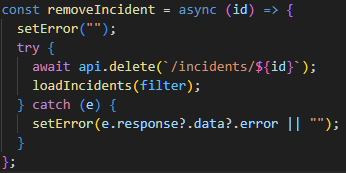 const removeIncident = async (id) => {
  setError("");
  try {
    await api.delete(`/incidents/${id}`);
    loadIncidents(filter);
  } catch (e) {
    setError(e.response?.data?.error || "");
  }
};